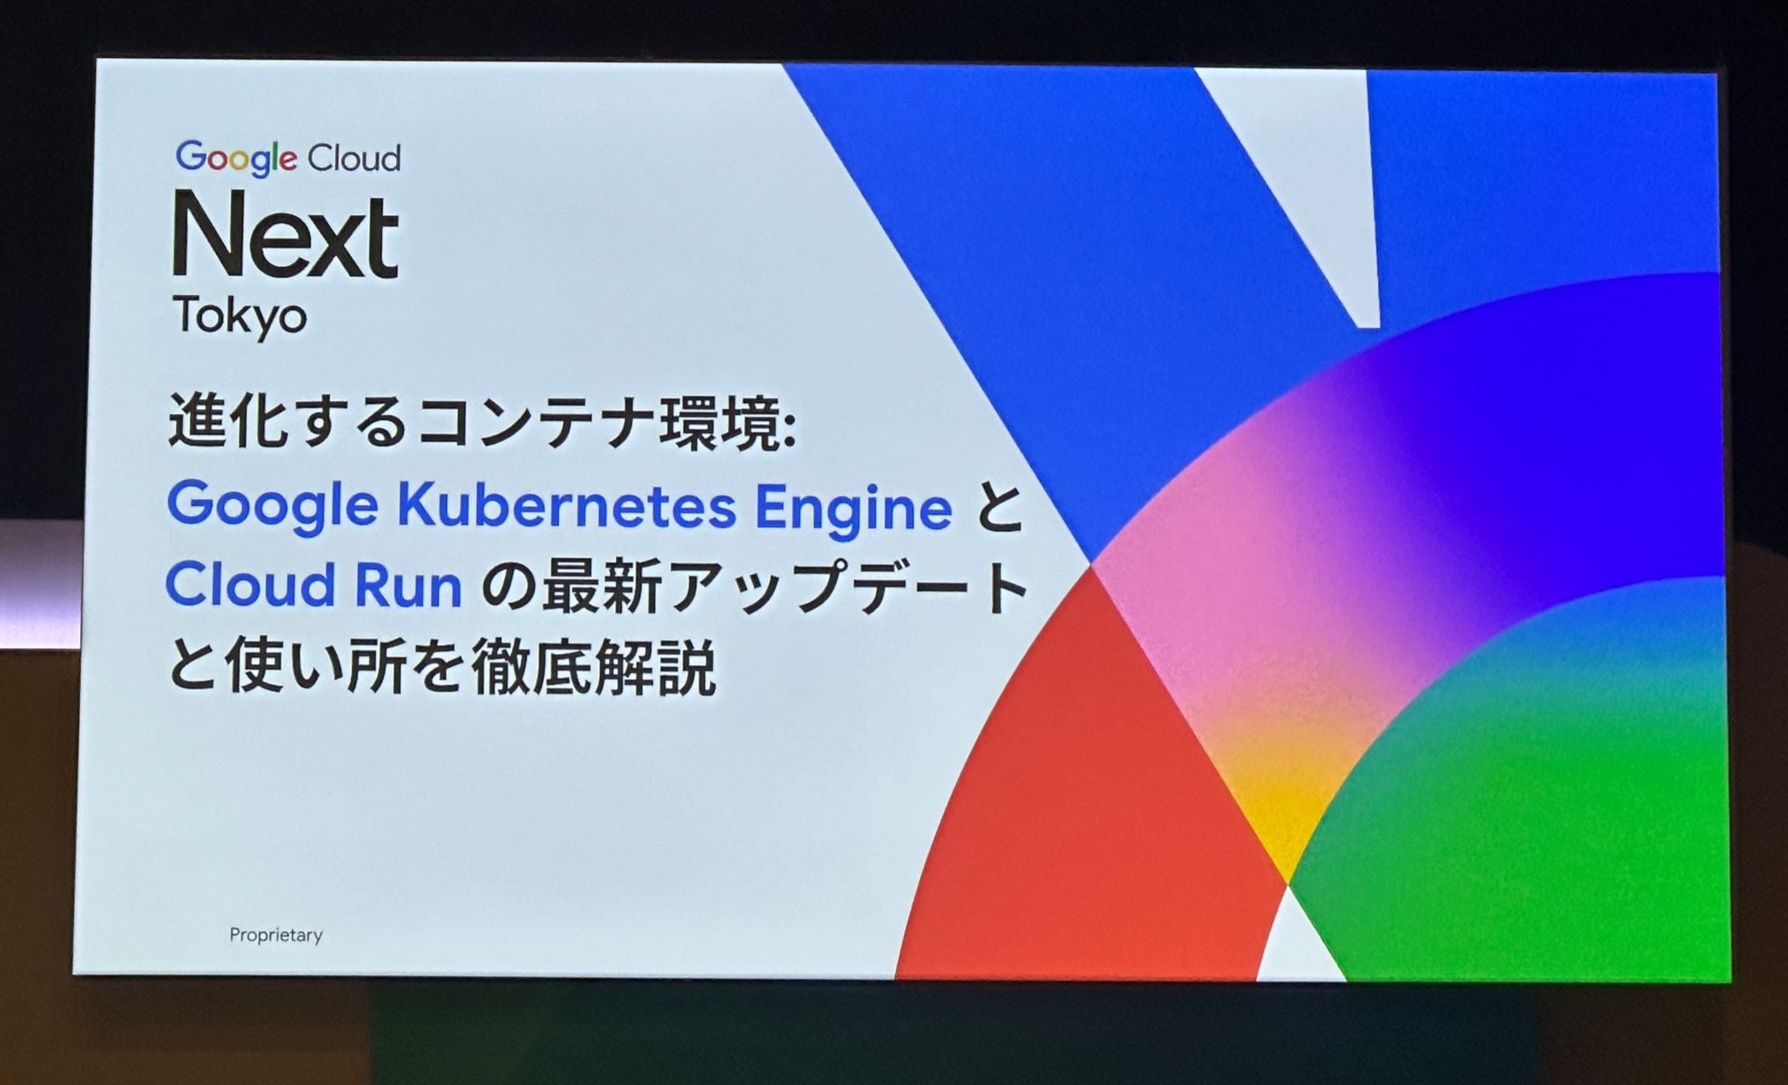 Google Cloud
Next
Tokyo
進化するコンテナ環境:
Google Kubernetes Engine と
Cloud Run の最新アップデート
と使い所を徹底解説
Proprietary